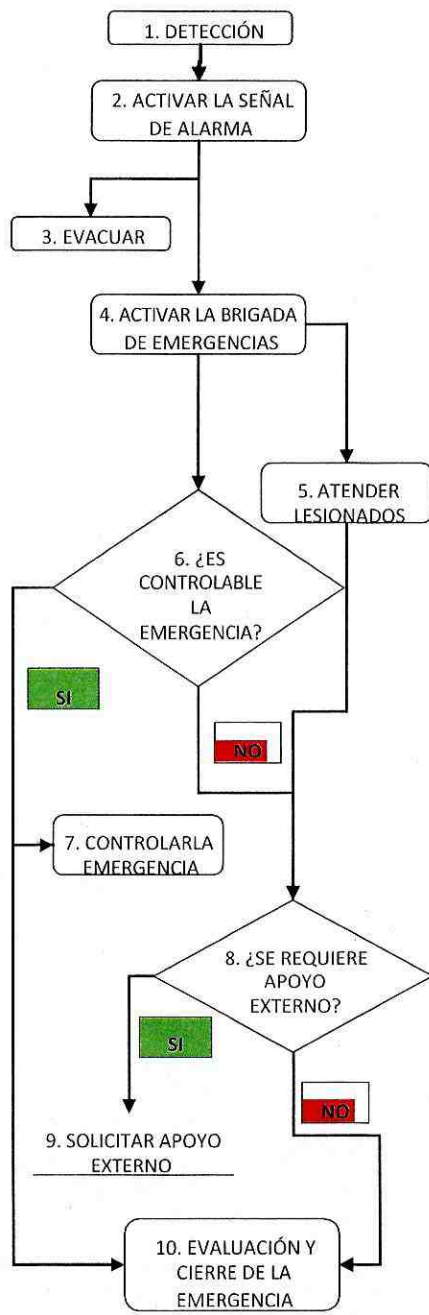 1. DETECCIÓN
2. ACTIVAR LA SEÑAL
DE ALARMA
3. EVACUAR
4. ACTIVAR LA BRIGADA
DE EMERGENCIAS
5. ATENDER
LESIONADOS
6. ¿ES
CONTROLABLE
LA
EMERGENCIA?
SI
NO
7. CONTROLARLA
EMERGENCIA
8. ¿SE REQUIERE
APOYO
EXTERNO?
SI
NO
9. SOLICITAR APOYO
EXTERNO
10. EVALUACIÓN Y
CIERRE DE LA
EMERGENCIA